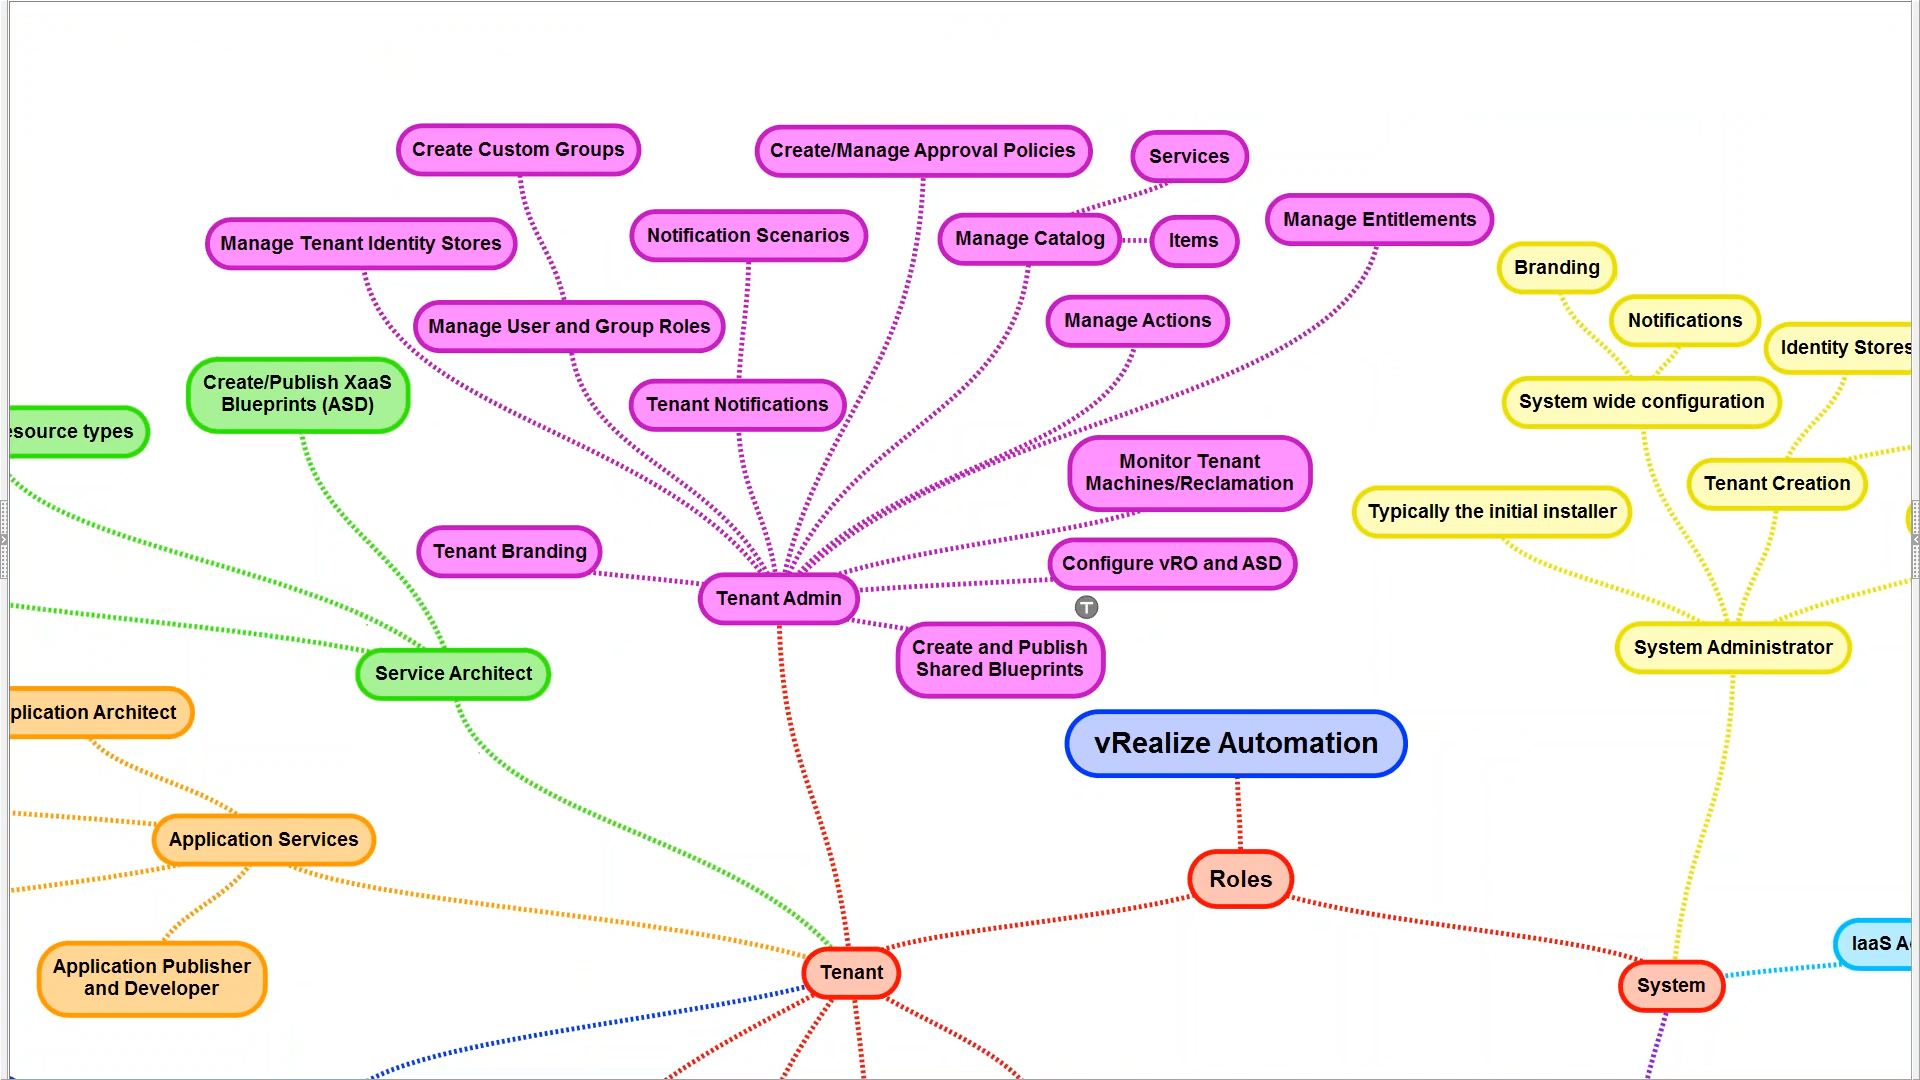 Create Custom Groups
Create/Manage Approval Policies
Services
Manage Tenant Identity Stores
Notification Scenarios
Manage Catalog
Items
Manage Entitlements
Branding
Manage User and Group Roles
Manage Actions
Notifications
Identity Stores
Create/Publish XaaS
Blueprints (ASD)
Tenant Notifications
System wide configuration
types
Monitor Tenant
Machines/Reclamation
Tenant Creation
Typically the initial installer
Tenant Branding
Configure vRO and ASD
Tenant Admin
T
Create and Publish
Shared Blueprints
System Administrator
Service Architect
Architect
vRealize Automation
Application Services
Roles
Application Publisher
and Developer
Tenant
System
IaaS